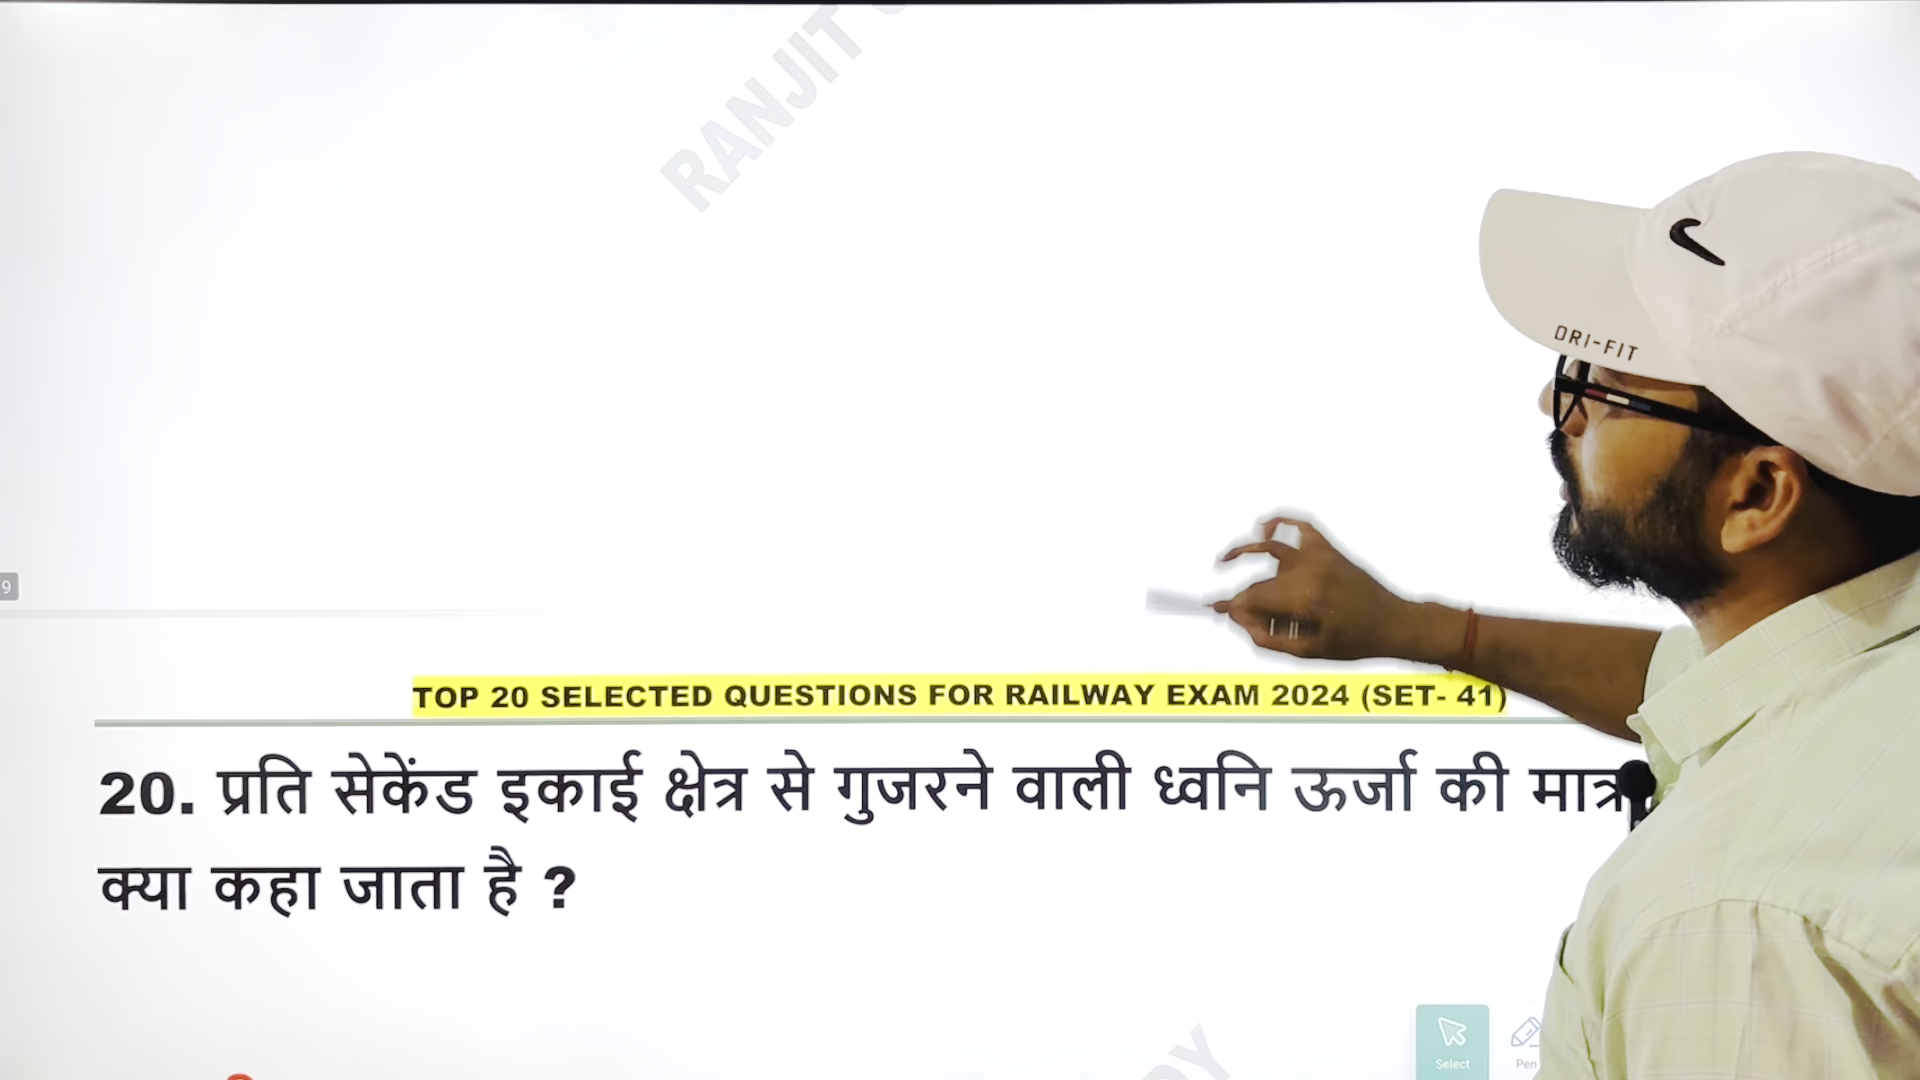 RANJIT
DRI-FIT
9
TOP 20 SELECTED QUESTIONS FOR RAILWAY EXAM 2024 (SET- 41)
20. प्रति सेकेंड इकाई क्षेत्र से गुजरने वाली ध्वनि ऊर्जा की
क्या कहा जाता है ?
Select
Pen